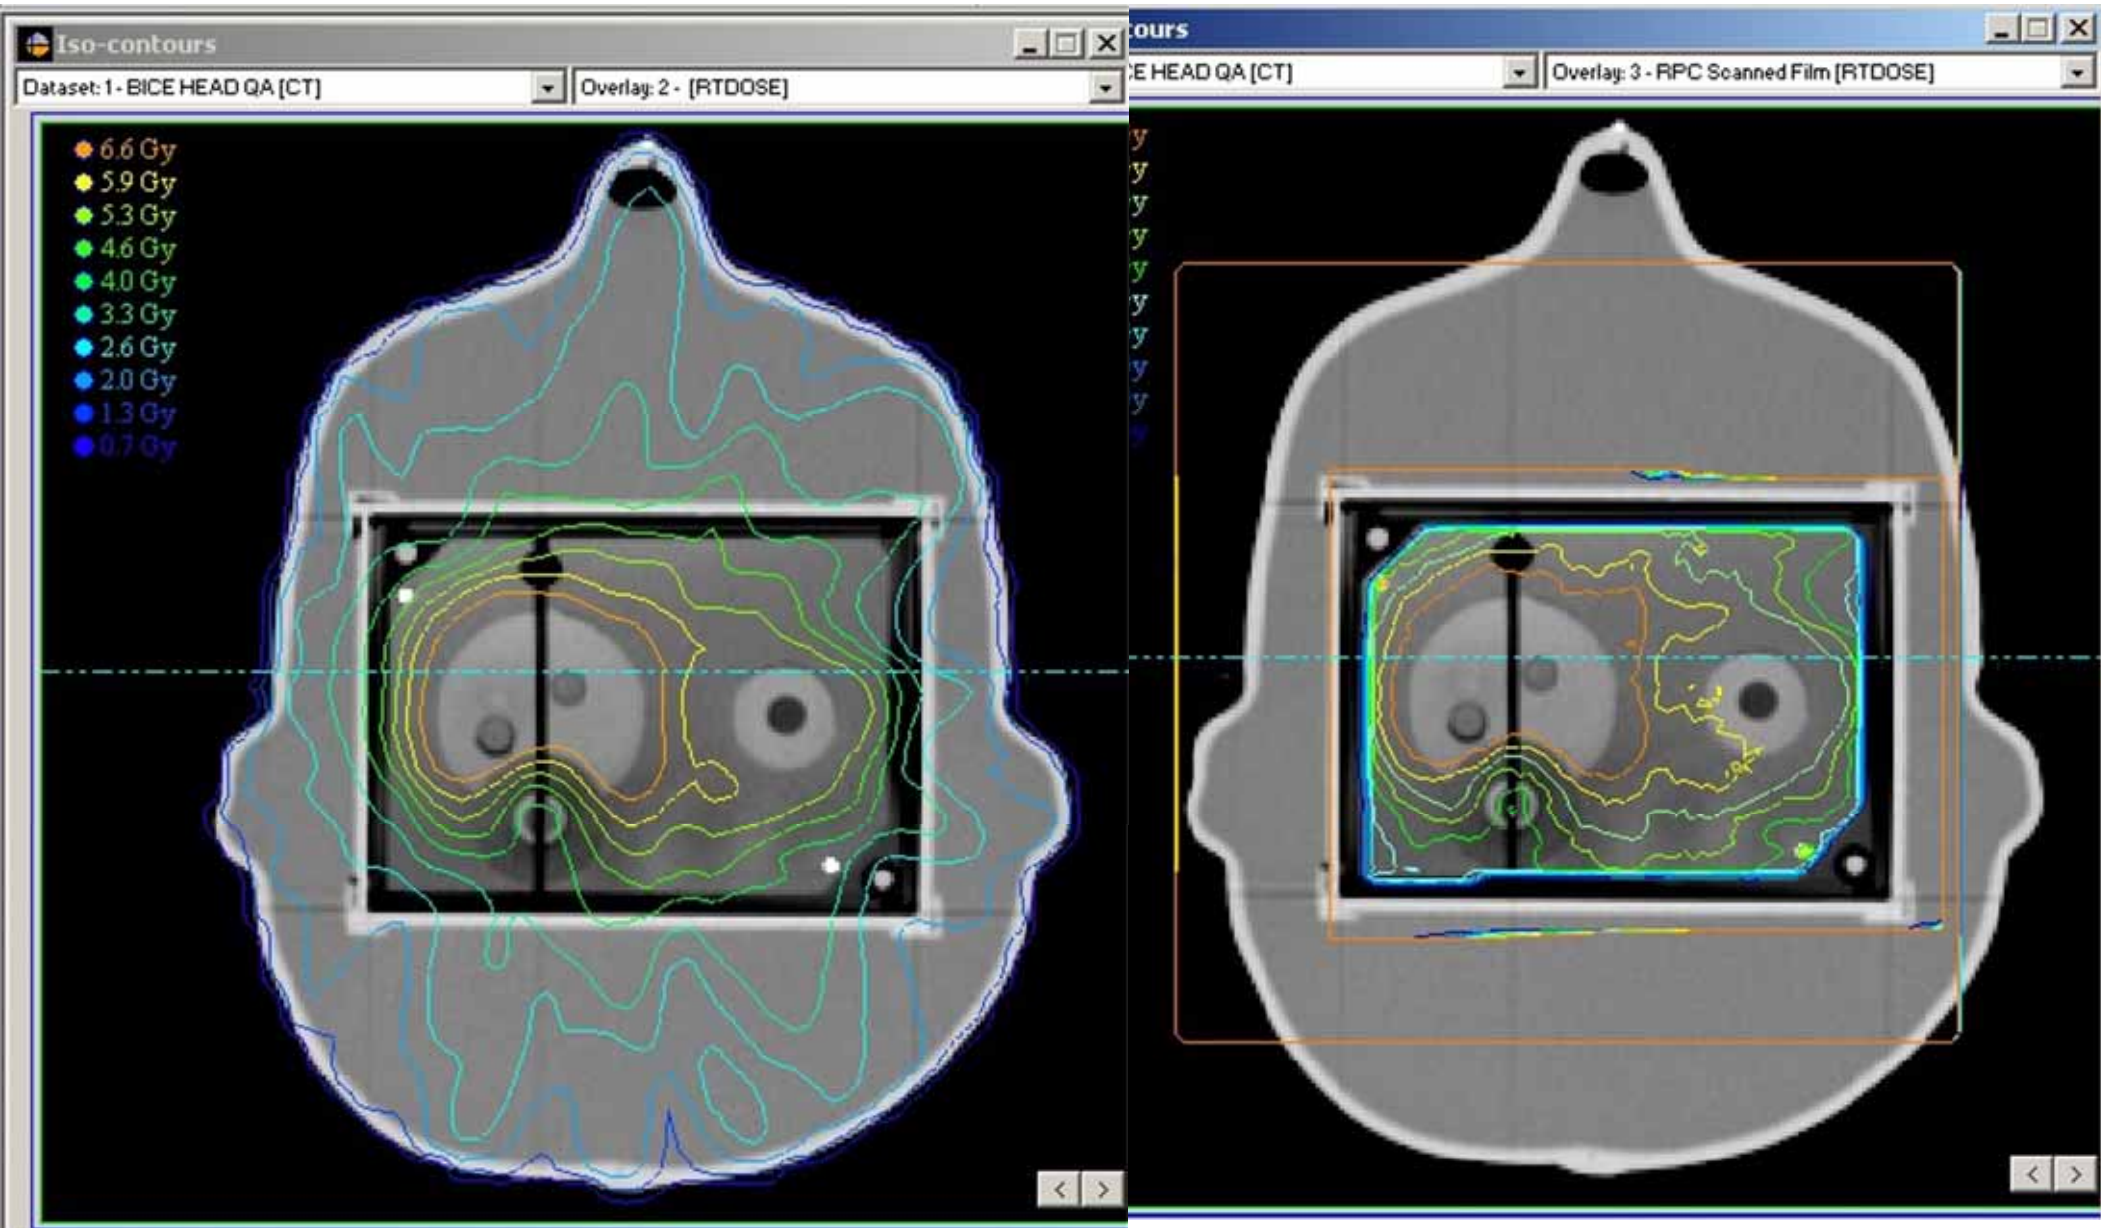 Iso-contours
Dataset: 1 - BICE HEAD QA [CT]
Overlay: 2 - [RTDOSE]
6.6 Gy
5.9 Gy
5.3 Gy
4.6 Gy
4.0 Gy
3.3 Gy
2.6 Gy
2.0 Gy
1.3 Gy
0.7 Gy
< >
ours
E HEAD QA [CT]
Overlay: 3 - RPC Scanned Film [RTDOSE]
y
y
y
y
y
y
y
y
y
y
< >